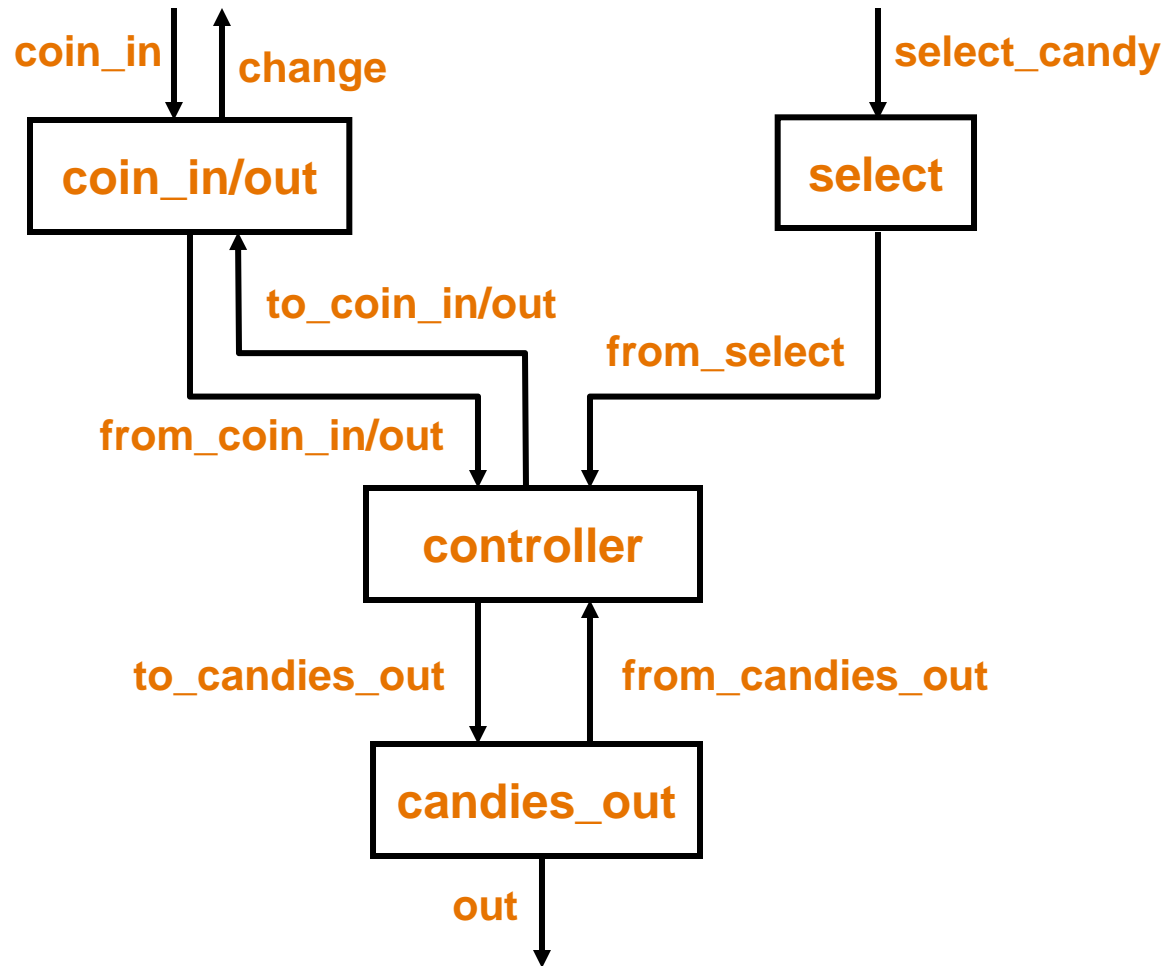 coin_in
change
select_candy
coin_in/out
select
to_coin_in/out
from_select
from_coin_in/out
controller
to_candies_out
from_candies_out
candies_out
out